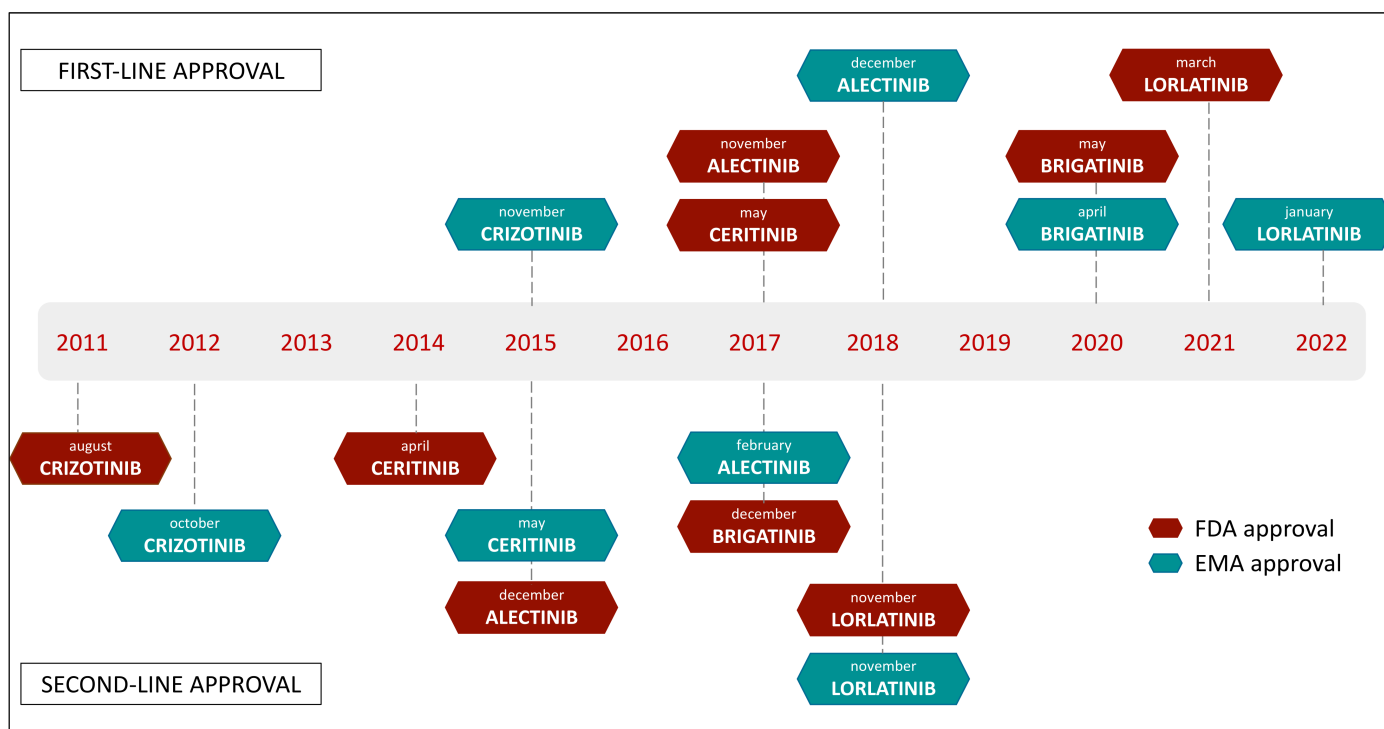 FIRST-LINE APPROVAL
december
ALECTINIB
march
LORLATINIB
november
ALECTINIB
may
BRIGATINIB
november
CRIZOTINIB
may
CERITINIB
april
BRIGATINIB
january
LORLATINIB
2011 2012 2013 2014 2015 2016 2017 2018 2019 2020 2021 2022
august
CRIZOTINIB
april
CERITINIB
february
ALECTINIB
october
CRIZOTINIB
may
CERITINIB
december
BRIGATINIB
FDA approval
EMA approval
december
ALECTINIB
november
LORLATINIB
november
LORLATINIB
SECOND-LINE APPROVAL